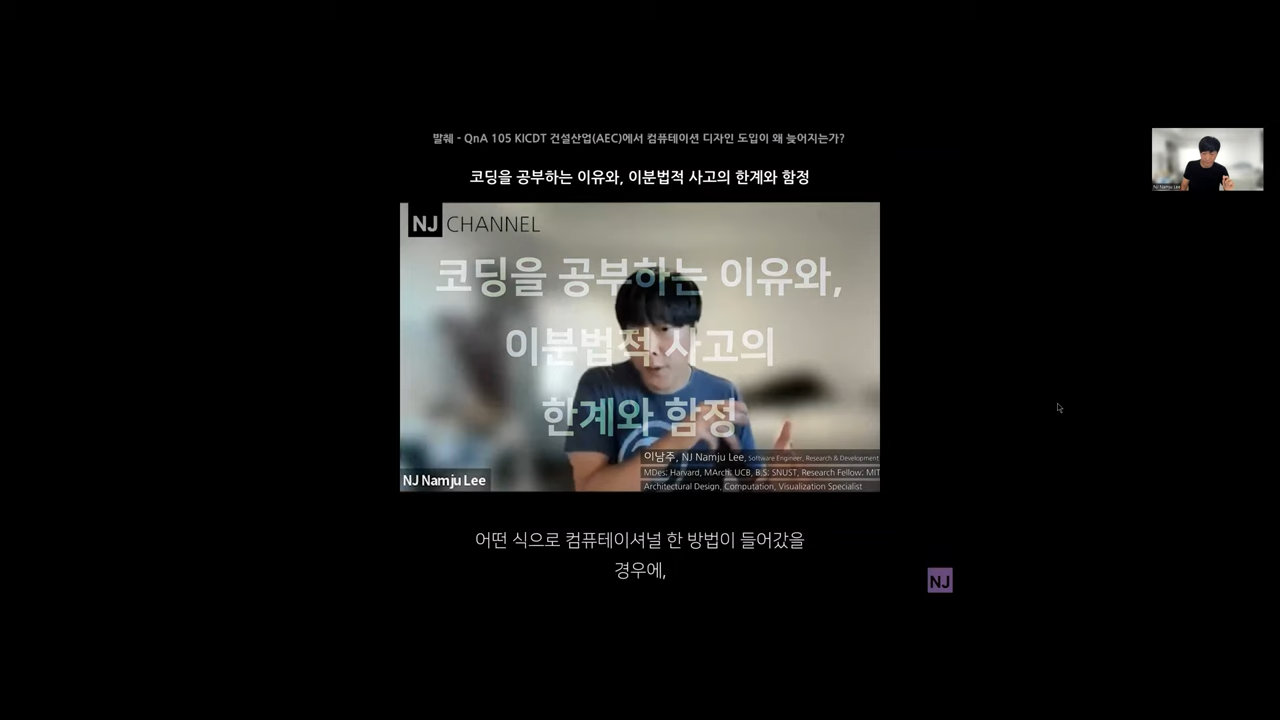 발췌 - QnA 105 KICDT 건설산업(AEC)에서 컴퓨테이션 디자인 도입이 왜 늦어지는가?
코딩을 공부하는 이유와, 이분법적 사고의 한계와 함정
NJ CHANNEL
코딩을 공부하는 이유와,
이분법적 사고의
한계와 함정
이남주, NJ Namju Lee, Software Engineer, Research & Development
MDes: Harvard, MArch: UCB, B.S: SNUST, Research Fellow: MIT
Architectural Design, Computation, Visualization Specialist
NJ Namju Lee
어떤 식으로 컴퓨테이셔널 한 방법이 들어갔을
경우에,
NJ
NJ Namju Lee